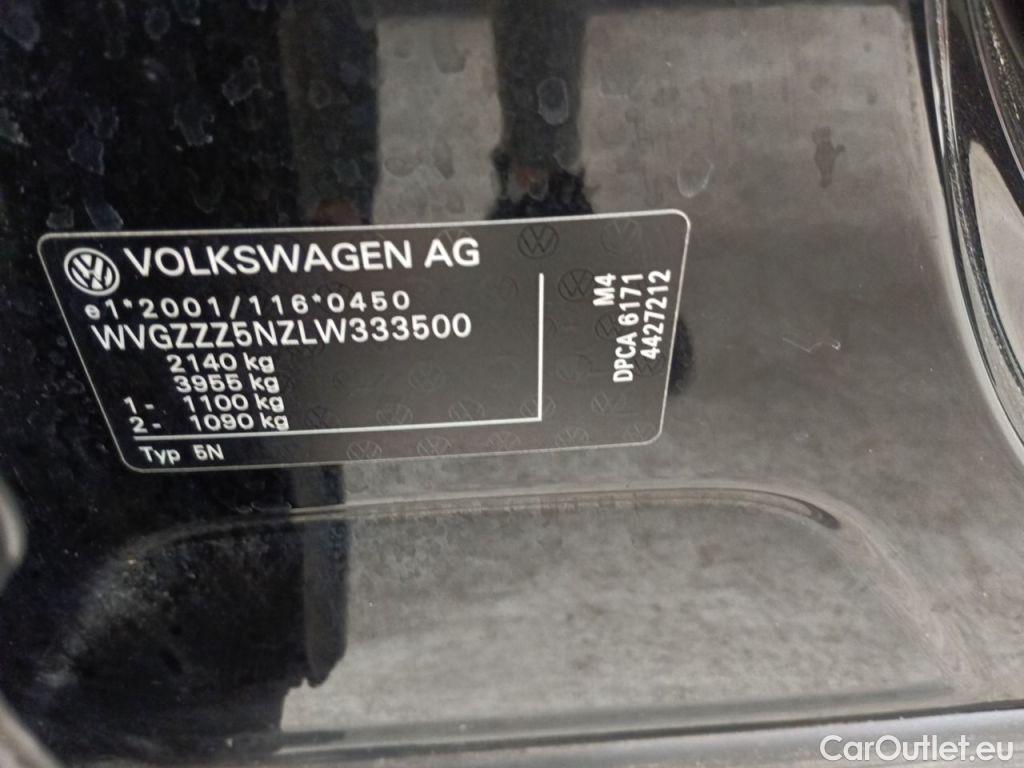 VOLKSWAGEN AG
e1*2001/116*0450
WVGZZZ5NZLW333500
2140 kg
3955 kg
1- 1100 kg
2- 1090 kg
Typ 5N
M4
DPCA 6171
4427212
CarOutlet.eu